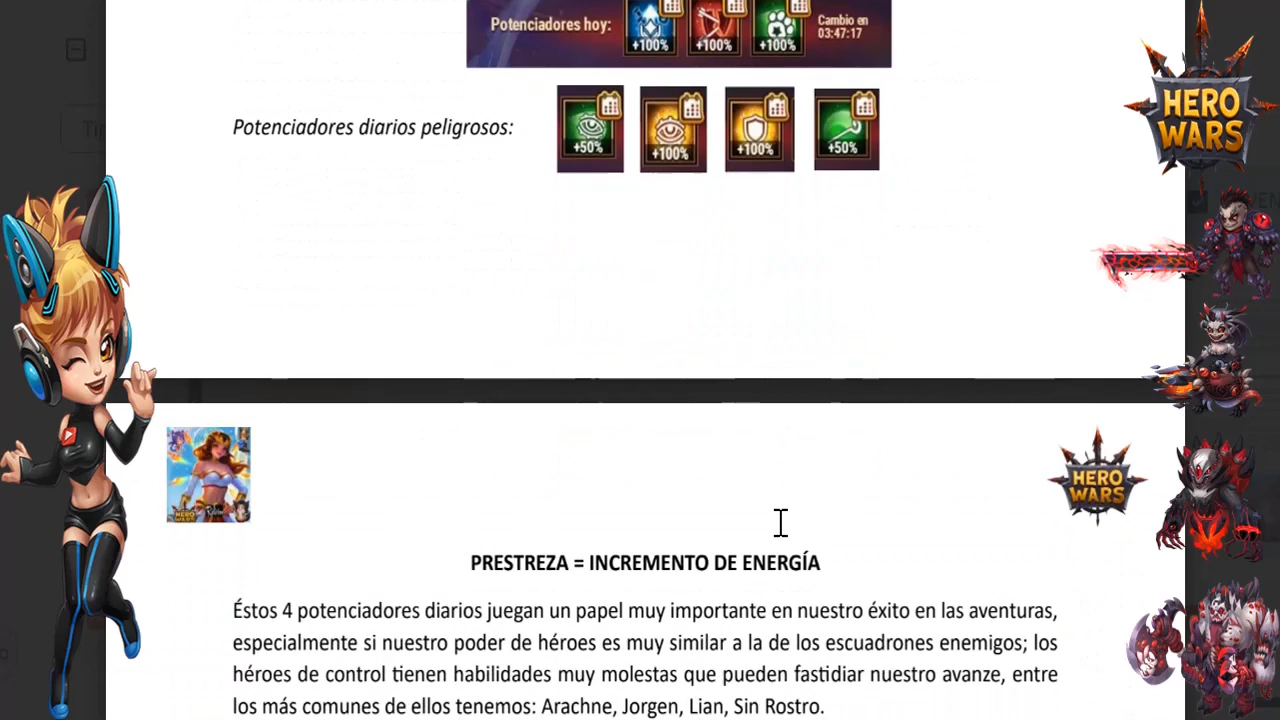 Potenciadores hoy:
+100%
+100%
+100%
Cambio en
03:47:17
HERO
WARS
Potenciadores diarios peligrosos:
+50%
+100%
+100%
+50%
HERO
WARS
PRESTREZA = INCREMENTO DE ENERGÍA
Éstos 4 potenciadores diarios juegan un papel muy importante en nuestro éxito en las aventuras,
especialmente si nuestro poder de héroes es muy similar a la de los escuadrones enemigos; los
héroes de control tienen habilidades muy molestas que pueden fastidiar nuestro avanze, entre
los más comunes de ellos tenemos: Arachne, Jorgen, Lian, Sin Rostro.